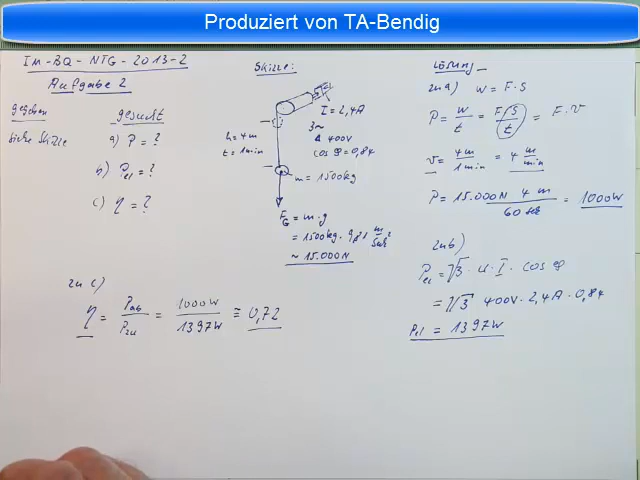 Produziert von TA-Bendig
IM-BQ-NTG-2013-2
Aufgabe 2
gegeben
siehe Skizze
gesucht
a) P = ?
b) Pel = ?
c) η = ?
Skizze:
I = 2,4A
3~
Δ 400V
cos φ = 0,84
h = 4m
t = 1min
m = 1500kg
FG = m·g
= 1500kg · 9,81 m/sek²
~ 15.000N
Lösung
zu a) W = F·S
P = W/t = F·S/t = F·v
v = 4m/1min = 4 m/min
P = 15.000N 4m/60sek = 1000W
zu b)
Pel = √3 · U · I · cos φ
= √3 400V · 2,4A · 0,84
Pel = 1397W
zu c)
η = Pab/Pzu = 1000W/1397W ≅ 0,72